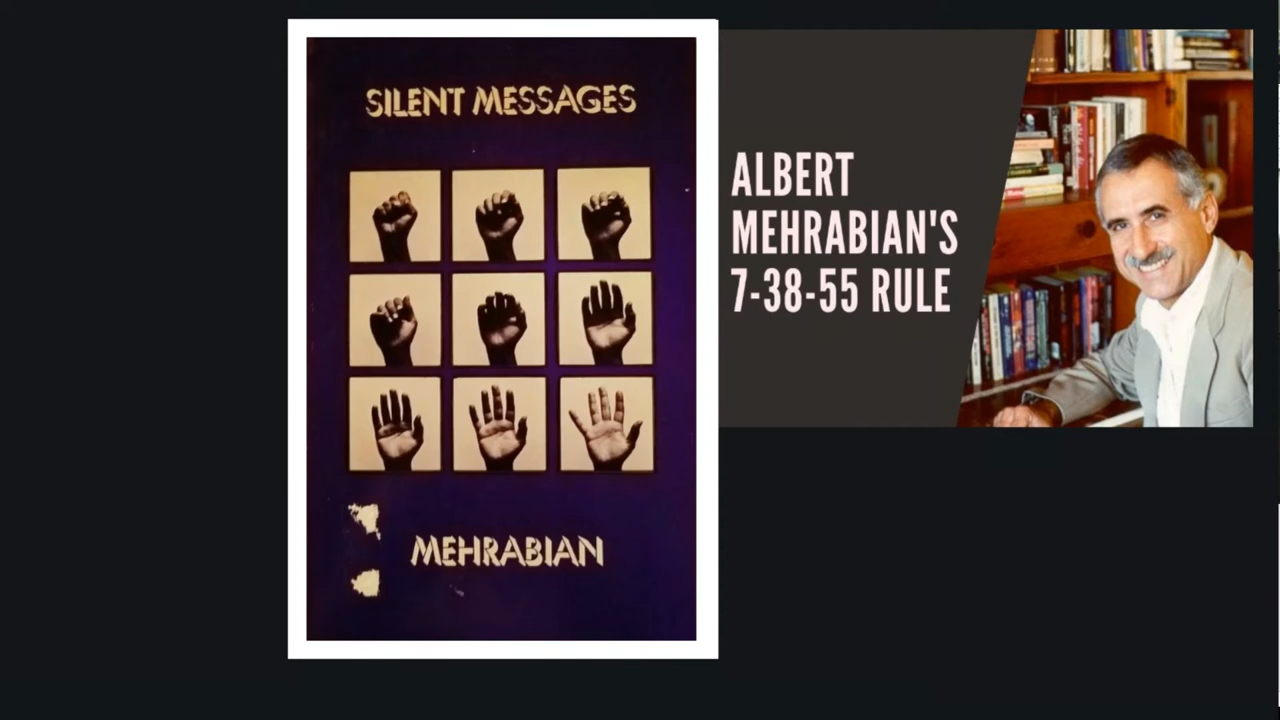 SILENT MESSAGES
MEHRABIAN
ALBERT
MEHRABIAN'S
7-38-55 RULE